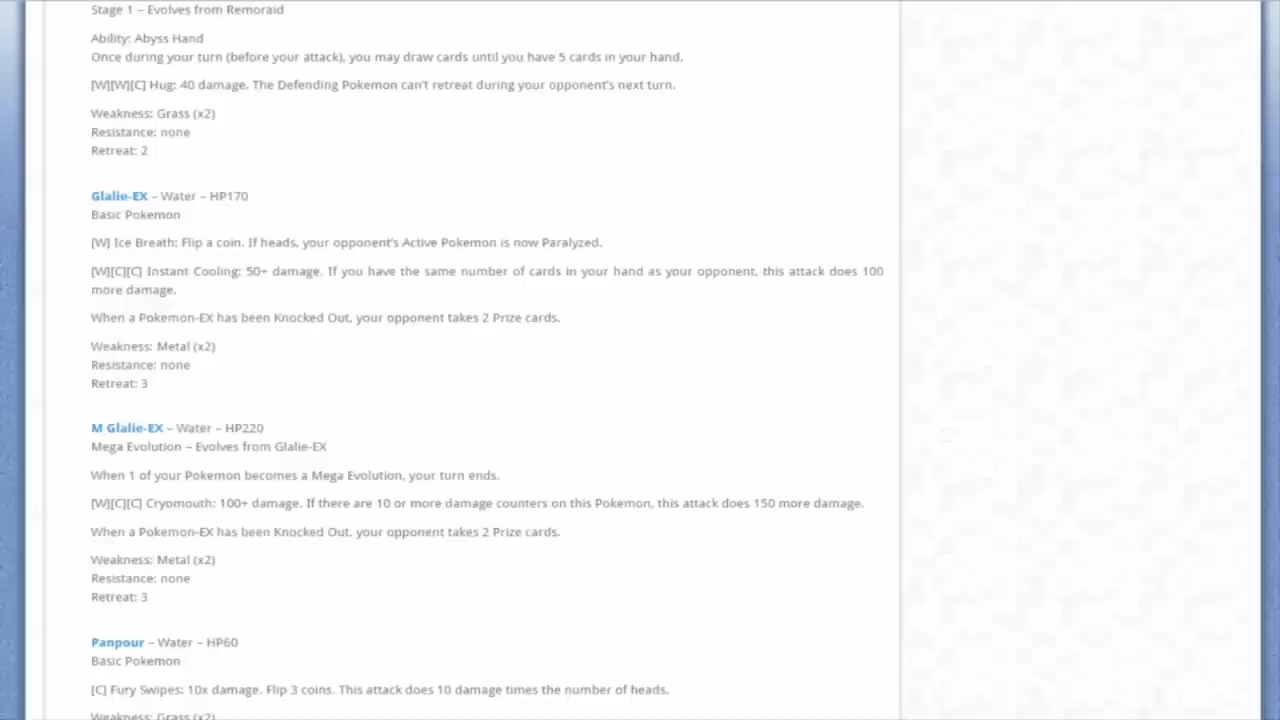 Stage 1 – Evolves from Remoraid
Ability: Abyss Hand
Once during your turn (before your attack), you may draw cards until you have 5 cards in your hand.
[W][W][C] Hug: 40 damage. The Defending Pokemon can't retreat during your opponent's next turn.
Weakness: Grass (x2)
Resistance: none
Retreat: 2
Glalie-EX – Water – HP170
Basic Pokemon
[W] Ice Breath: Flip a coin. If heads, your opponent's Active Pokemon is now Paralyzed.
[W][C][C] Instant Cooling: 50+ damage. If you have the same number of cards in your hand as your opponent, this attack does 100
more damage.
When a Pokemon-EX has been Knocked Out, your opponent takes 2 Prize cards.
Weakness: Metal (x2)
Resistance: none
Retreat: 3
M Glalie-EX – Water – HP220
Mega Evolution – Evolves from Glalie-EX
When 1 of your Pokemon becomes a Mega Evolution, your turn ends.
[W][C][C] Cryomouth: 100+ damage. If there are 10 or more damage counters on this Pokemon, this attack does 150 more damage.
When a Pokemon-EX has been Knocked Out, your opponent takes 2 Prize cards.
Weakness: Metal (x2)
Resistance: none
Retreat: 3
Panpour – Water – HP60
Basic Pokemon
[C] Fury Swipes: 10x damage. Flip 3 coins. This attack does 10 damage times the number of heads.
Weakness: Grass (x2)